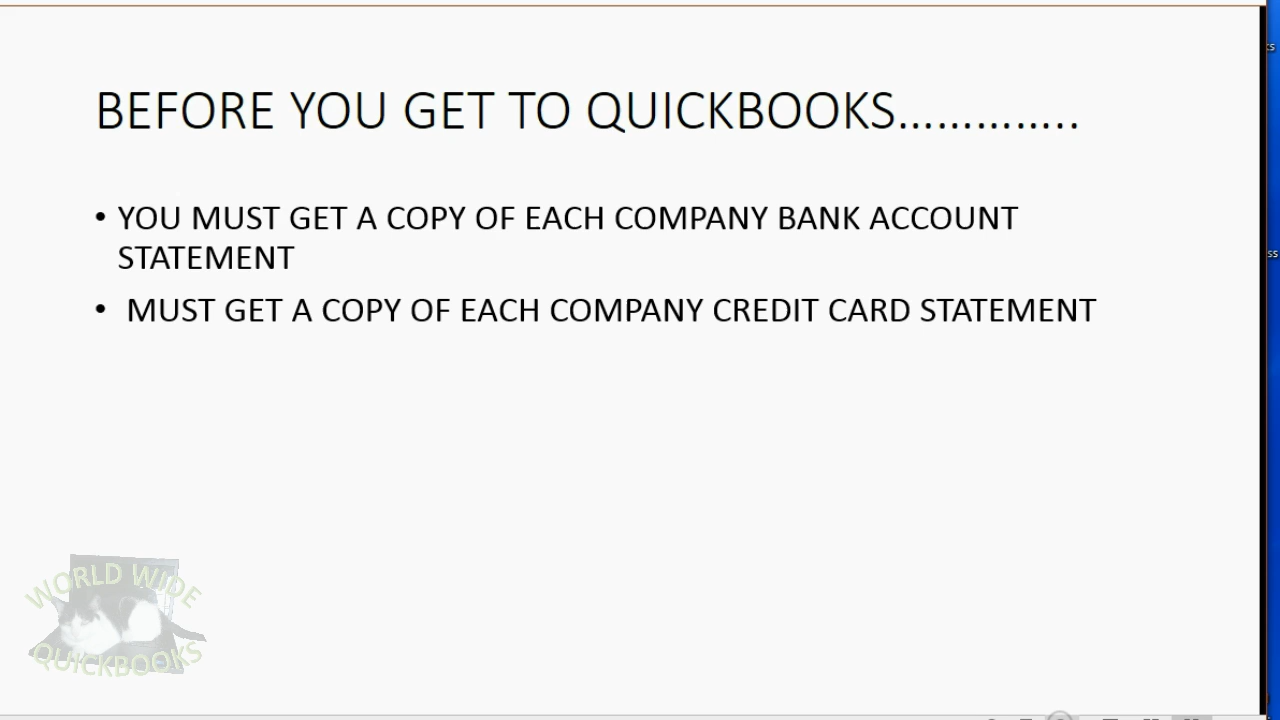 BEFORE YOU GET TO QUICKBOOKS…………..
• YOU MUST GET A COPY OF EACH COMPANY BANK ACCOUNT
STATEMENT
• MUST GET A COPY OF EACH COMPANY CREDIT CARD STATEMENT
WORLD WIDE
QUICKBOOKS